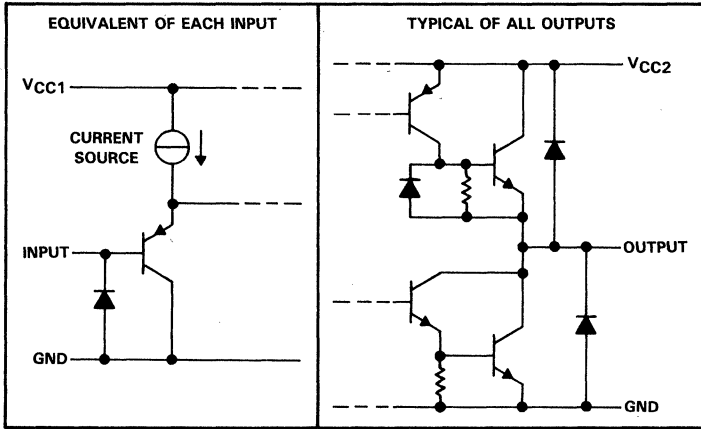 EQUIVALENT OF EACH INPUT
VCC1
CURRENT
SOURCE
INPUT
GND
TYPICAL OF ALL OUTPUTS
VCC2
OUTPUT
GND